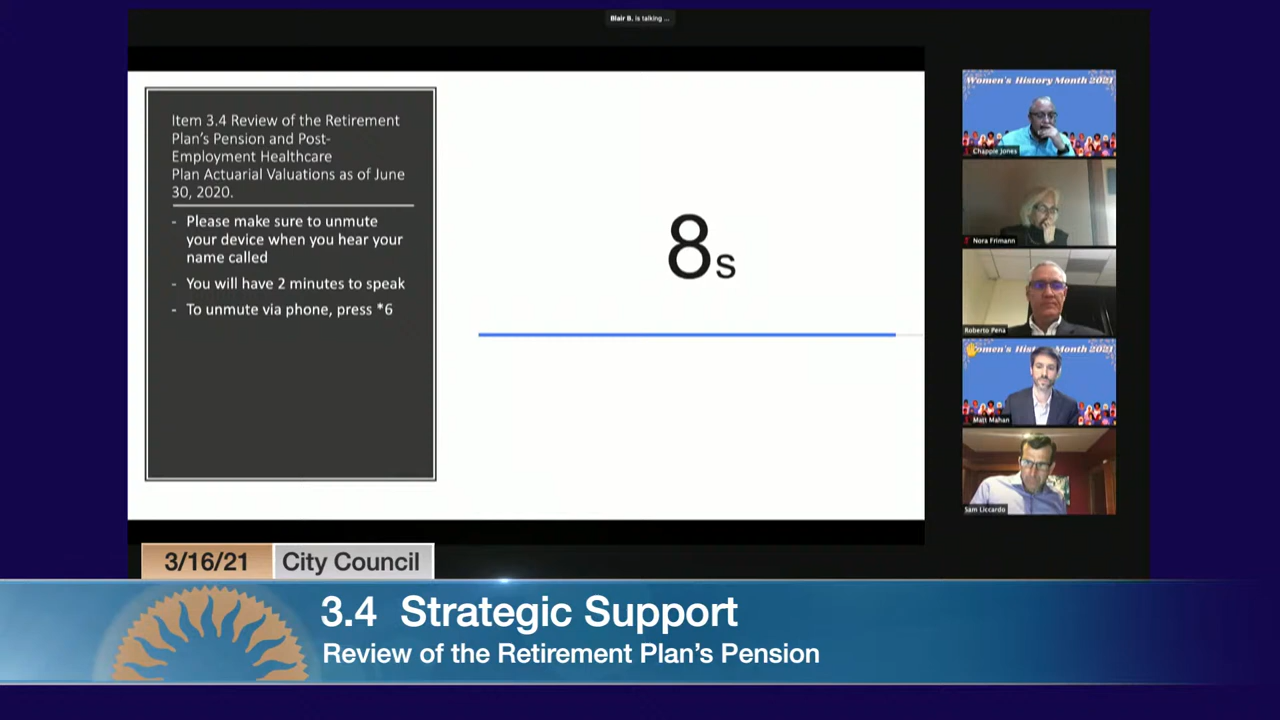 Blair B. is talking ...
Item 3.4 Review of the Retirement
Plan's Pension and Post-
Employment Healthcare
Plan Actuarial Valuations as of June
30, 2020.
- Please make sure to unmute
your device when you hear your
name called
- You will have 2 minutes to speak
- To unmute via phone, press *6
8s
Women's History Month 2021
Chappie Jones
Nora Frimann
Roberto Pena
Women's History Month 2021
Matt Mahan
Sam Liccardo
3/16/21 City Council
3.4 Strategic Support
Review of the Retirement Plan's Pension